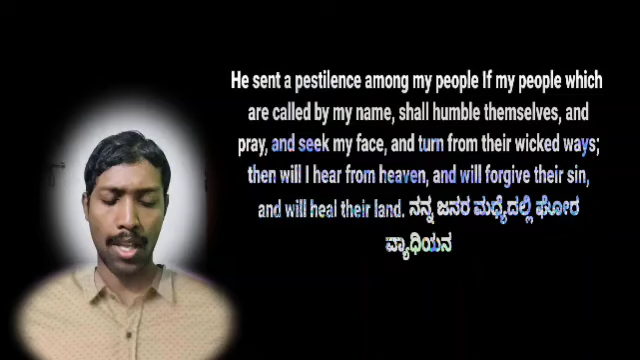 He sent a pestilence among my people If my people which
are called by my name, shall humble themselves, and
pray, and seek my face, and turn from their wicked ways;
then will I hear from heaven, and will forgive their sin,
and will heal their land. ನನ್ನ ಜನರ ಮಧ್ಯೆದಲ್ಲಿ ಘೋರ
ವ್ಯಾಧಿಯನ